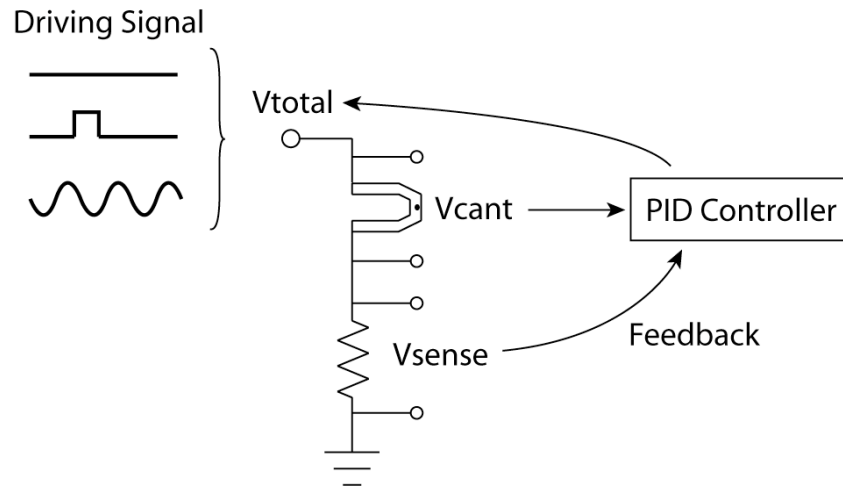 Driving Signal
Vtotal
Vcant
PID Controller
Vsense
Feedback